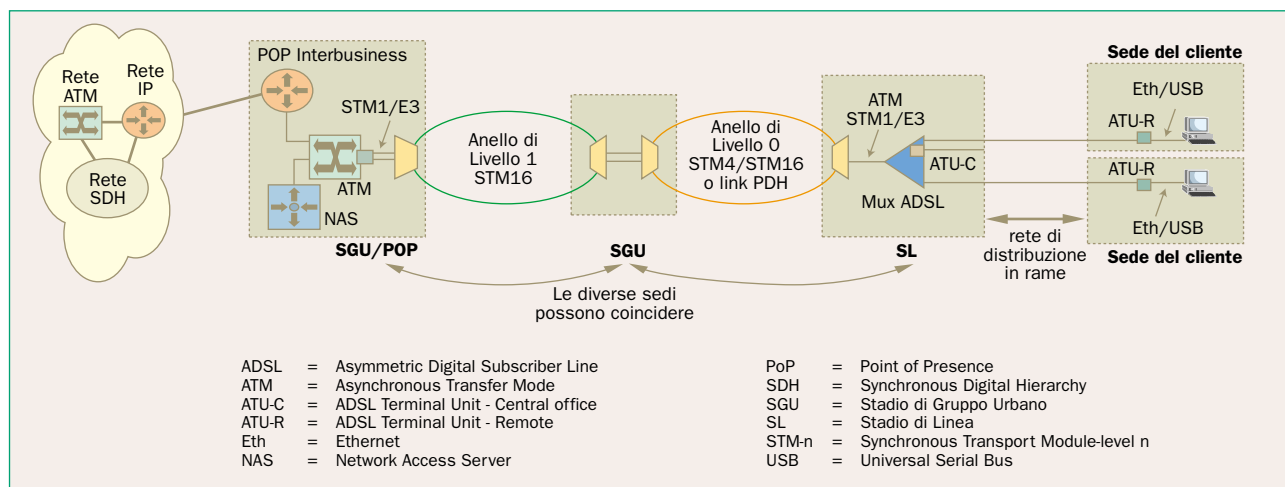 Rete
ATM
Rete
IP
Rete
SDH
POP Interbusiness
STM1/E3
ATM
NAS
SGU/POP
Anello di
Livello 1
STM16
SGU
Anello di
Livello 0
STM4/STM16
o link PDH
ATM
STM1/E3
ATU-C
Mux ADSL
SL
Sede del cliente
Eth/USB
ATU-R
ATU-R
Eth/USB
Sede del cliente
rete di
distribuzione
in rame
Le diverse sedi
possono coincidere
ADSL = Asymmetric Digital Subscriber Line
ATM = Asynchronous Transfer Mode
ATU-C = ADSL Terminal Unit - Central office
ATU-R = ADSL Terminal Unit - Remote
Eth = Ethernet
NAS = Network Access Server
PoP = Point of Presence
SDH = Synchronous Digital Hierarchy
SGU = Stadio di Gruppo Urbano
SL = Stadio di Linea
STM-n = Synchronous Transport Module-level n
USB = Universal Serial Bus